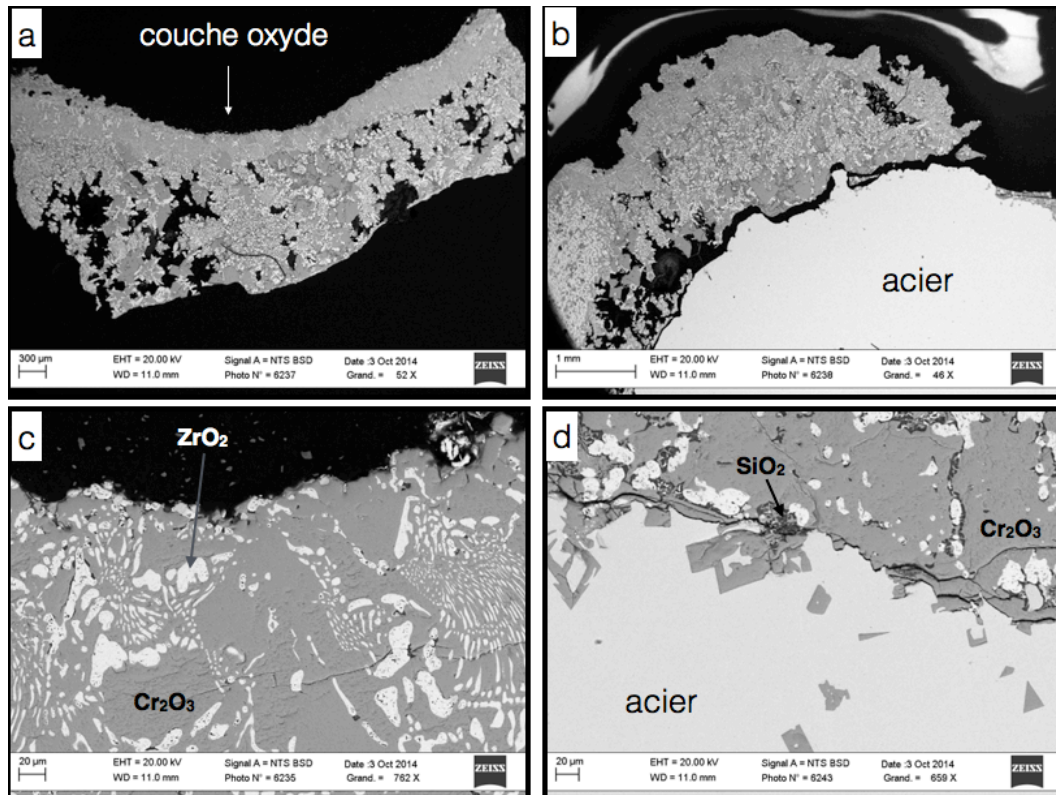 a
couche oxyde
300 µm
EHT = 20.00 kV
WD = 11.0 mm
Signal A = NTS BSD
Photo N° = 6237
Date :3 Oct 2014
Grand. = 52 X
ZEISS
b
acier
1 mm
EHT = 20.00 kV
WD = 11.0 mm
Signal A = NTS BSD
Photo N° = 6238
Date :3 Oct 2014
Grand. = 46 X
ZEISS
c
ZrO₂
Cr₂O₃
20 µm
EHT = 20.00 kV
WD = 11.0 mm
Signal A = NTS BSD
Photo N° = 6235
Date :3 Oct 2014
Grand. = 762 X
ZEISS
d
SiO₂
Cr₂O₃
acier
20 µm
EHT = 20.00 kV
WD = 11.0 mm
Signal A = NTS BSD
Photo N° = 6243
Date :3 Oct 2014
Grand. = 659 X
ZEISS